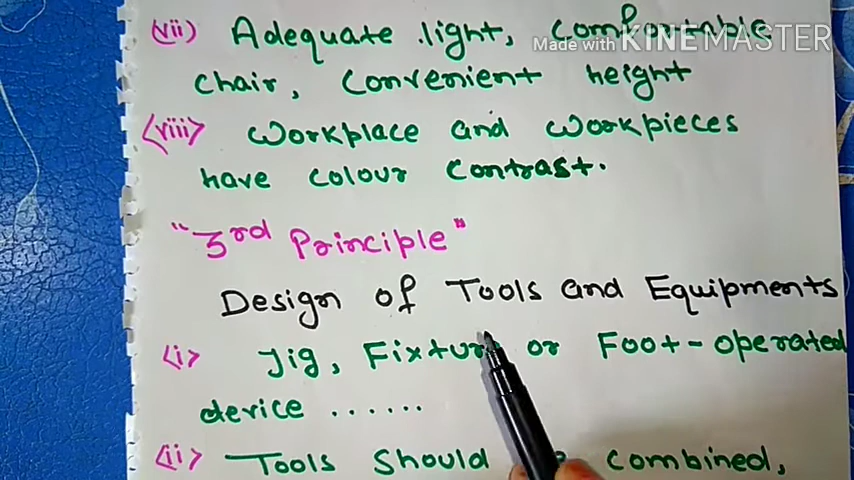 Made with KINEMASTER
(vii) Adequate light, comfortable
chair, convenient height
<viii> Workplace and workpieces
have colour contrast.
"3rd Principle"
Design of Tools and Equipments
<i> Jig, Fixture or Foot-operated
device ......
<ii> Tools should combined,